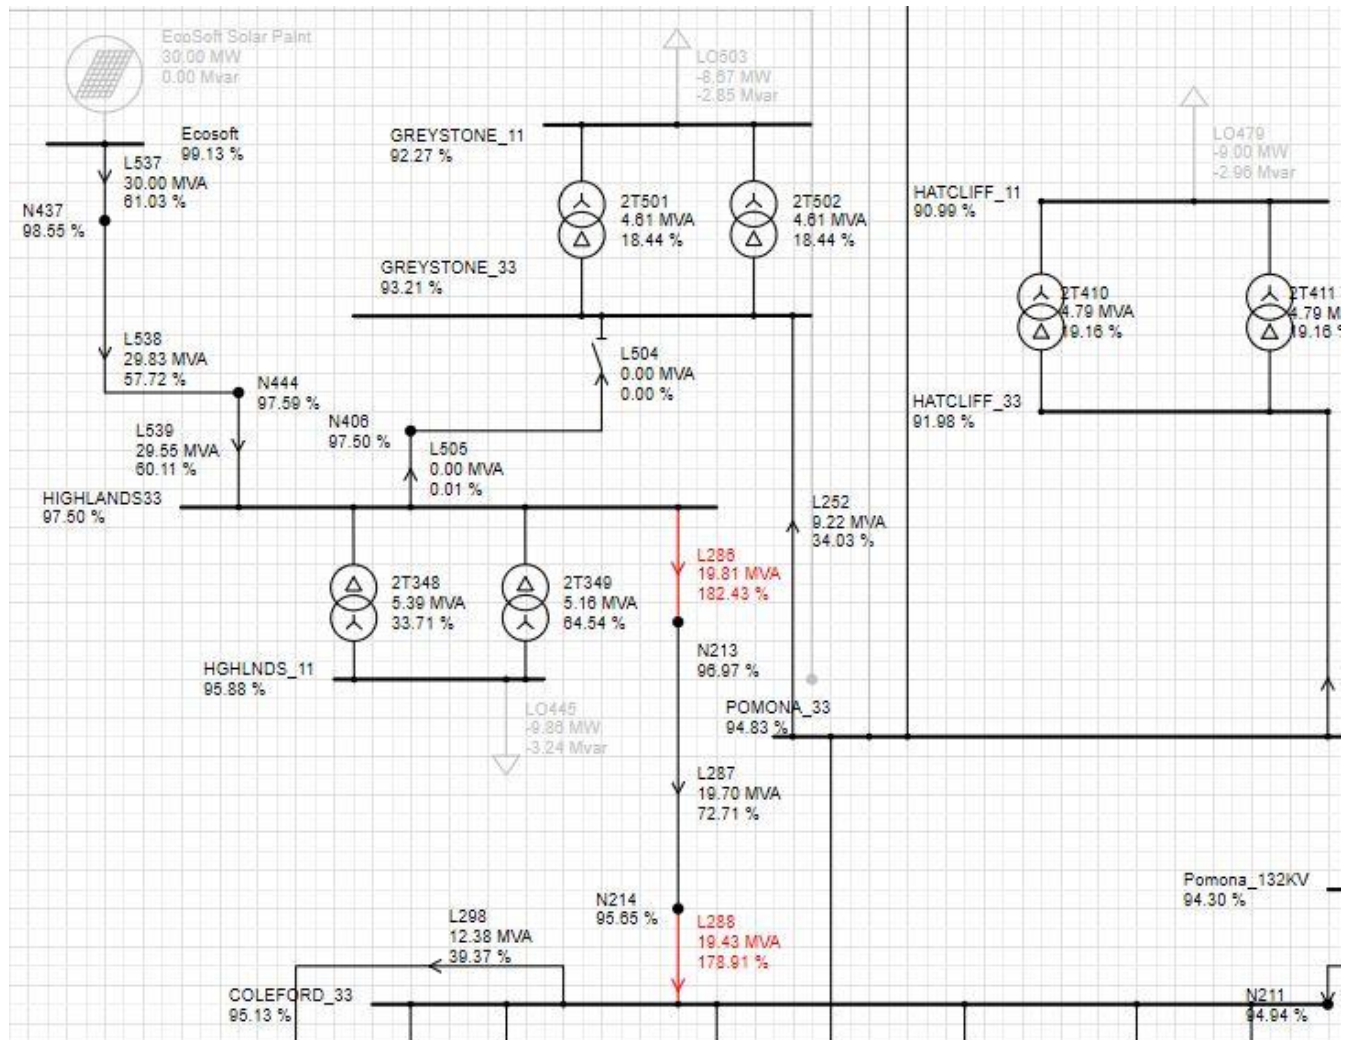 EcoSoft Solar Paint
30.00 MW
0.00 Mvar
LO503
-8.67 MW
-2.85 Mvar
LO479
-9.00 MW
-2.96 Mvar
Ecosoft
99.13 %
GREYSTONE_11
92.27 %
L537
30.00 MVA
61.03 %
N437
98.55 %
2T501
4.61 MVA
18.44 %
2T502
4.61 MVA
18.44 %
HATCLIFF_11
90.99 %
GREYSTONE_33
93.21 %
2T410
4.79 MVA
19.16 %
2T411
4.79 M
19.16 %
L538
29.83 MVA
57.72 %
L504
0.00 MVA
0.00 %
N444
97.59 %
HATCLIFF_33
91.98 %
N406
97.50 %
L539
29.55 MVA
60.11 %
L505
0.00 MVA
0.01 %
HIGHLANDS33
97.50 %
L252
9.22 MVA
34.03 %
L286
19.81 MVA
182.43 %
2T348
5.39 MVA
33.71 %
2T349
5.16 MVA
64.54 %
N213
96.97 %
HGHLNDS_11
95.88 %
LO445
-9.86 MW
-3.24 Mvar
POMONA_33
94.83 %
L287
19.70 MVA
72.71 %
Pomona_132KV
94.30 %
N214
95.65 %
L298
12.38 MVA
39.37 %
L288
19.43 MVA
178.91 %
COLEFORD_33
95.13 %
N211
94.94 %